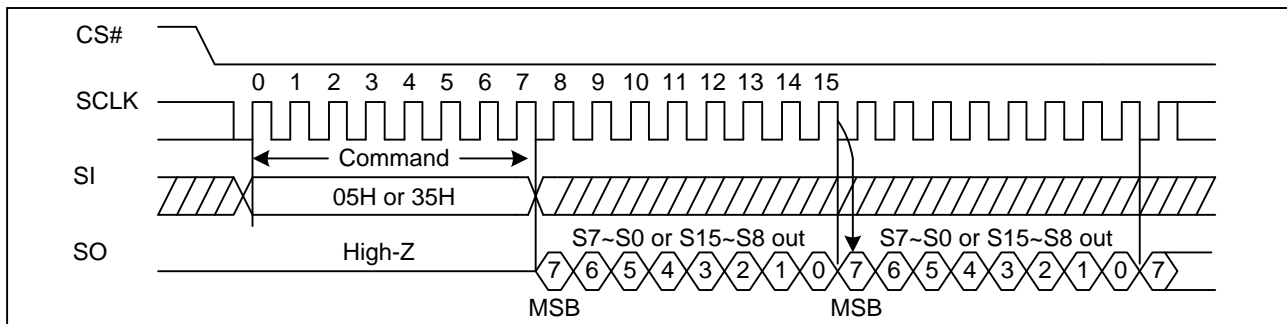 CS#
0 1 2 3 4 5 6 7 8 9 10 11 12 13 14 15
SCLK
Command
SI
05H or 35H
S7~S0 or S15~S8 out S7~S0 or S15~S8 out
SO High-Z
7 6 5 4 3 2 1 0 7 6 5 4 3 2 1 0 7
MSB MSB